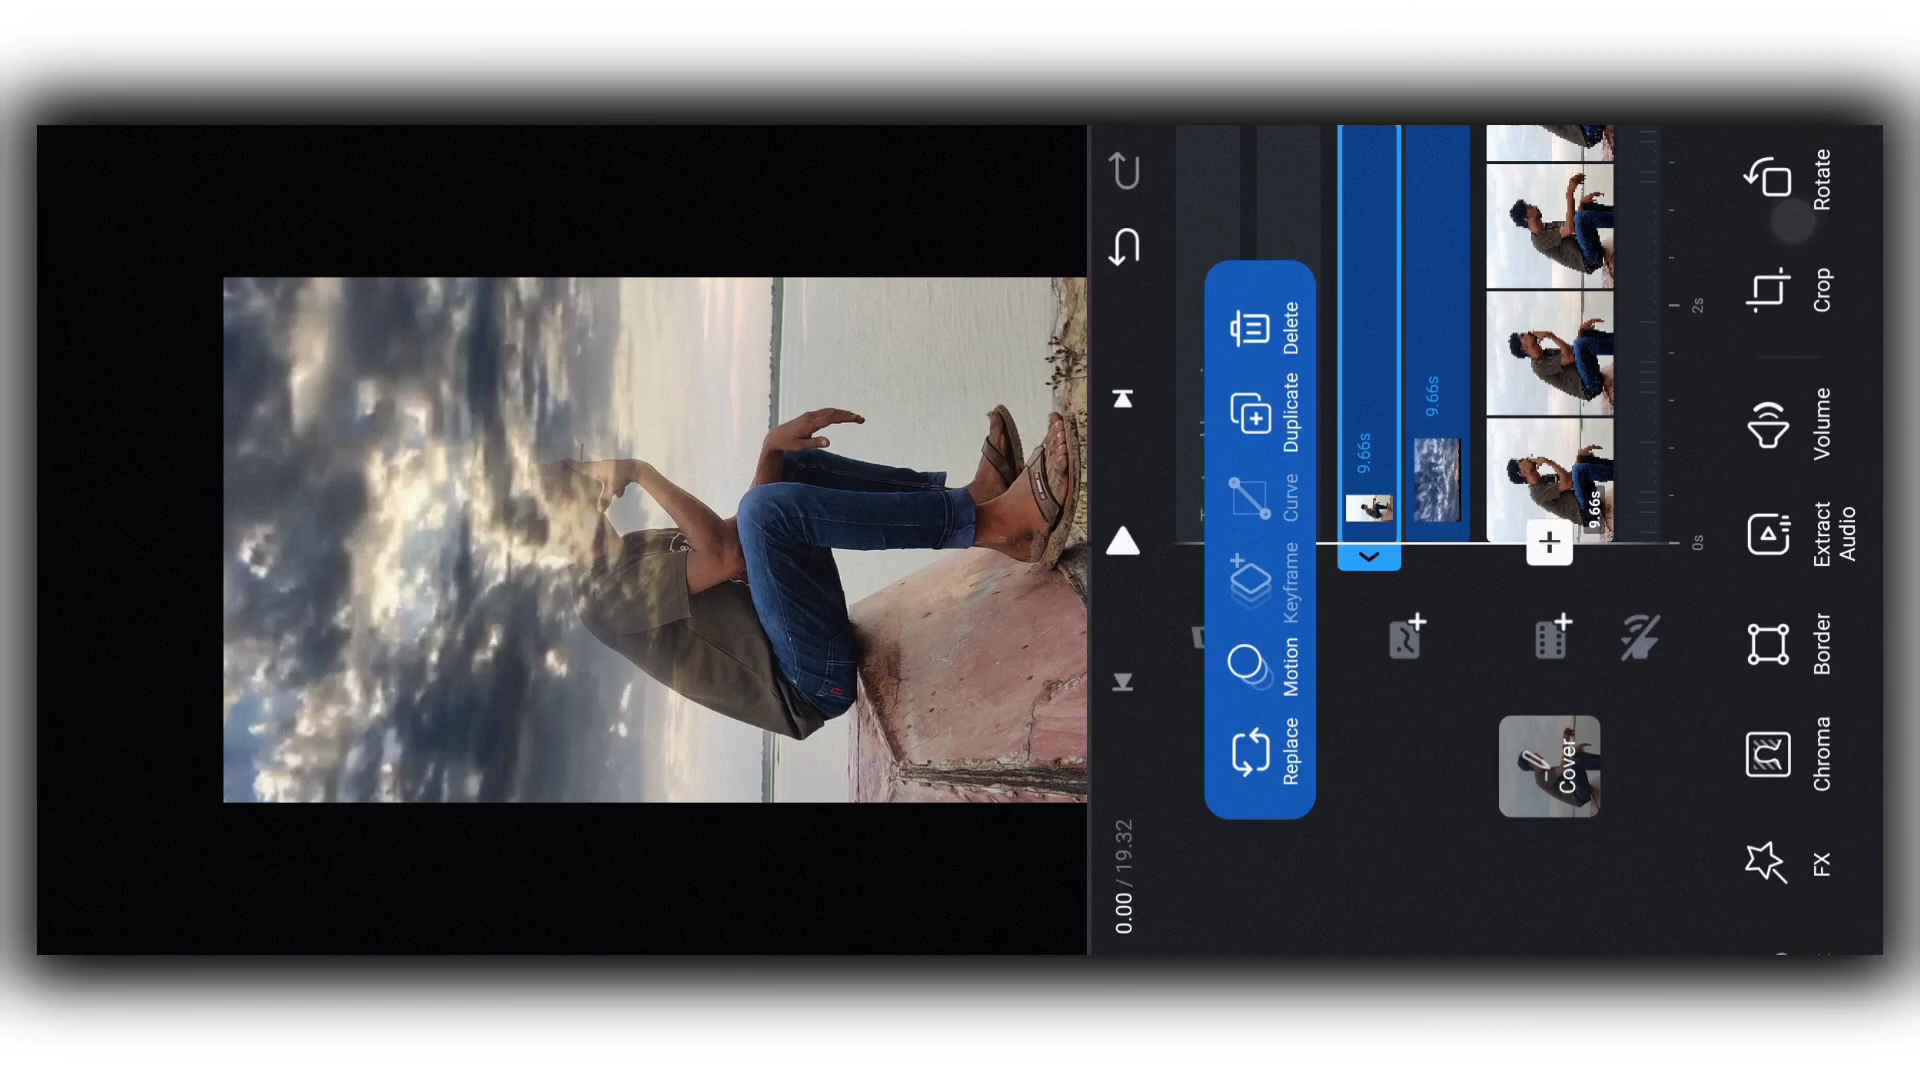 0.00 / 19.32
Replace
Motion
Keyframe
Curve
Duplicate
Delete
9.66s
9.66s
Cover
9.66s
0s
2s
FX
Chroma
Border
Extract
Audio
Volume
Crop
Rotate